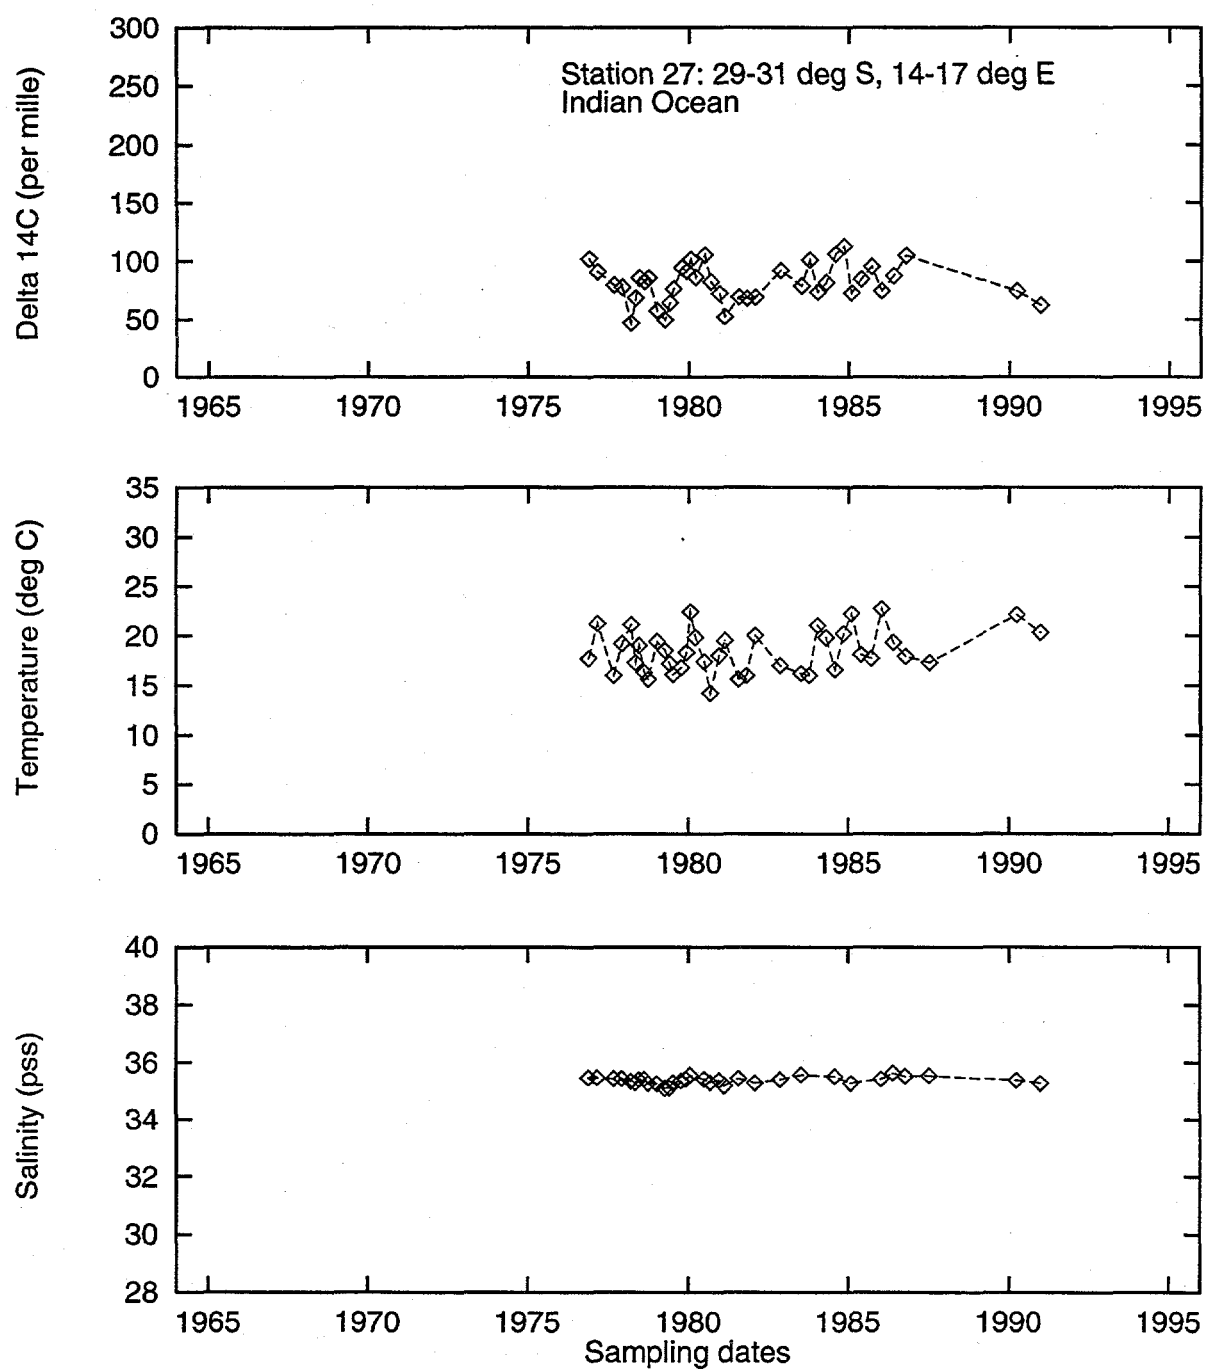 300
Station 27: 29-31 deg S, 14-17 deg E
Indian Ocean
250
200
150
100
50
0
Delta 14C (per mille)
1965 1970 1975 1980 1985 1990 1995
35
30
25
20
15
10
5
0
Temperature (deg C)
1965 1970 1975 1980 1985 1990 1995
40
38
36
34
32
30
28
Salinity (pss)
1965 1970 1975 1980 1985 1990 1995
Sampling dates